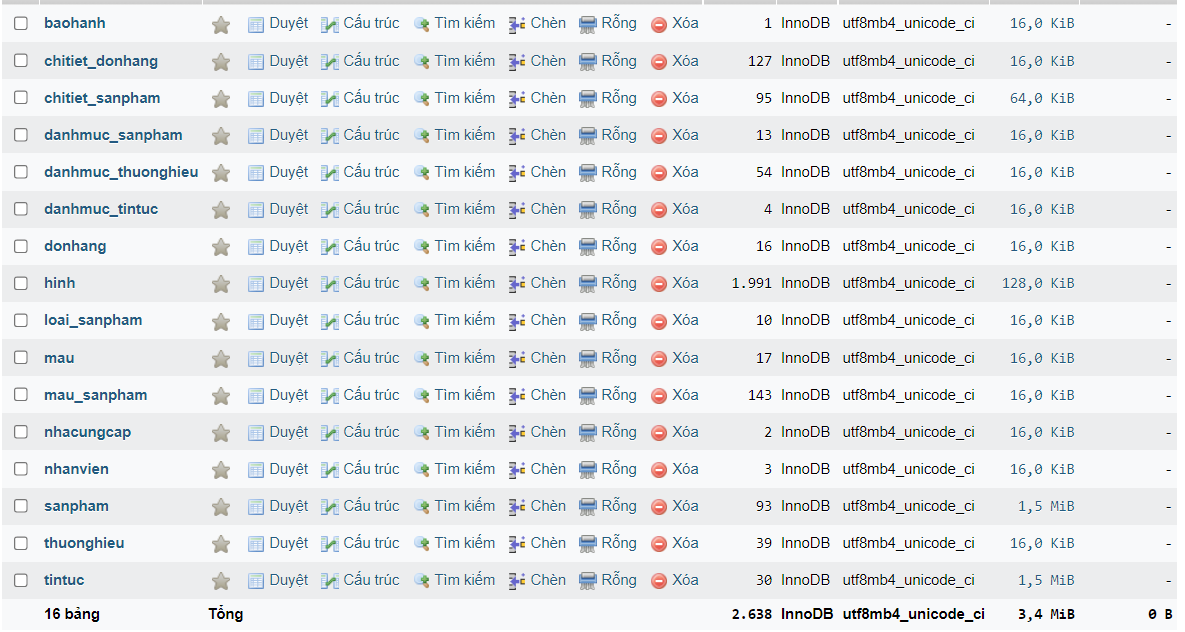 baohanh Duyệt Cấu trúc Tìm kiếm Chèn Rỗng Xóa 1 InnoDB utf8mb4_unicode_ci 16,0 KiB -
chitiet_donhang Duyệt Cấu trúc Tìm kiếm Chèn Rỗng Xóa 127 InnoDB utf8mb4_unicode_ci 16,0 KiB -
chitiet_sanpham Duyệt Cấu trúc Tìm kiếm Chèn Rỗng Xóa 95 InnoDB utf8mb4_unicode_ci 64,0 KiB -
danhmuc_sanpham Duyệt Cấu trúc Tìm kiếm Chèn Rỗng Xóa 13 InnoDB utf8mb4_unicode_ci 16,0 KiB -
danhmuc_thuonghieu Duyệt Cấu trúc Tìm kiếm Chèn Rỗng Xóa 54 InnoDB utf8mb4_unicode_ci 16,0 KiB -
danhmuc_tintuc Duyệt Cấu trúc Tìm kiếm Chèn Rỗng Xóa 4 InnoDB utf8mb4_unicode_ci 16,0 KiB -
donhang Duyệt Cấu trúc Tìm kiếm Chèn Rỗng Xóa 16 InnoDB utf8mb4_unicode_ci 16,0 KiB -
hinh Duyệt Cấu trúc Tìm kiếm Chèn Rỗng Xóa 1.991 InnoDB utf8mb4_unicode_ci 128,0 KiB -
loai_sanpham Duyệt Cấu trúc Tìm kiếm Chèn Rỗng Xóa 10 InnoDB utf8mb4_unicode_ci 16,0 KiB -
mau Duyệt Cấu trúc Tìm kiếm Chèn Rỗng Xóa 17 InnoDB utf8mb4_unicode_ci 16,0 KiB -
mau_sanpham Duyệt Cấu trúc Tìm kiếm Chèn Rỗng Xóa 143 InnoDB utf8mb4_unicode_ci 16,0 KiB -
nhacungcap Duyệt Cấu trúc Tìm kiếm Chèn Rỗng Xóa 2 InnoDB utf8mb4_unicode_ci 16,0 KiB -
nhanvien Duyệt Cấu trúc Tìm kiếm Chèn Rỗng Xóa 3 InnoDB utf8mb4_unicode_ci 16,0 KiB -
sanpham Duyệt Cấu trúc Tìm kiếm Chèn Rỗng Xóa 93 InnoDB utf8mb4_unicode_ci 1,5 MiB -
thuonghieu Duyệt Cấu trúc Tìm kiếm Chèn Rỗng Xóa 39 InnoDB utf8mb4_unicode_ci 16,0 KiB -
tintuc Duyệt Cấu trúc Tìm kiếm Chèn Rỗng Xóa 30 InnoDB utf8mb4_unicode_ci 1,5 MiB -
16 bảng Tổng 2.638 InnoDB utf8mb4_unicode_ci 3,4 MiB 0 B